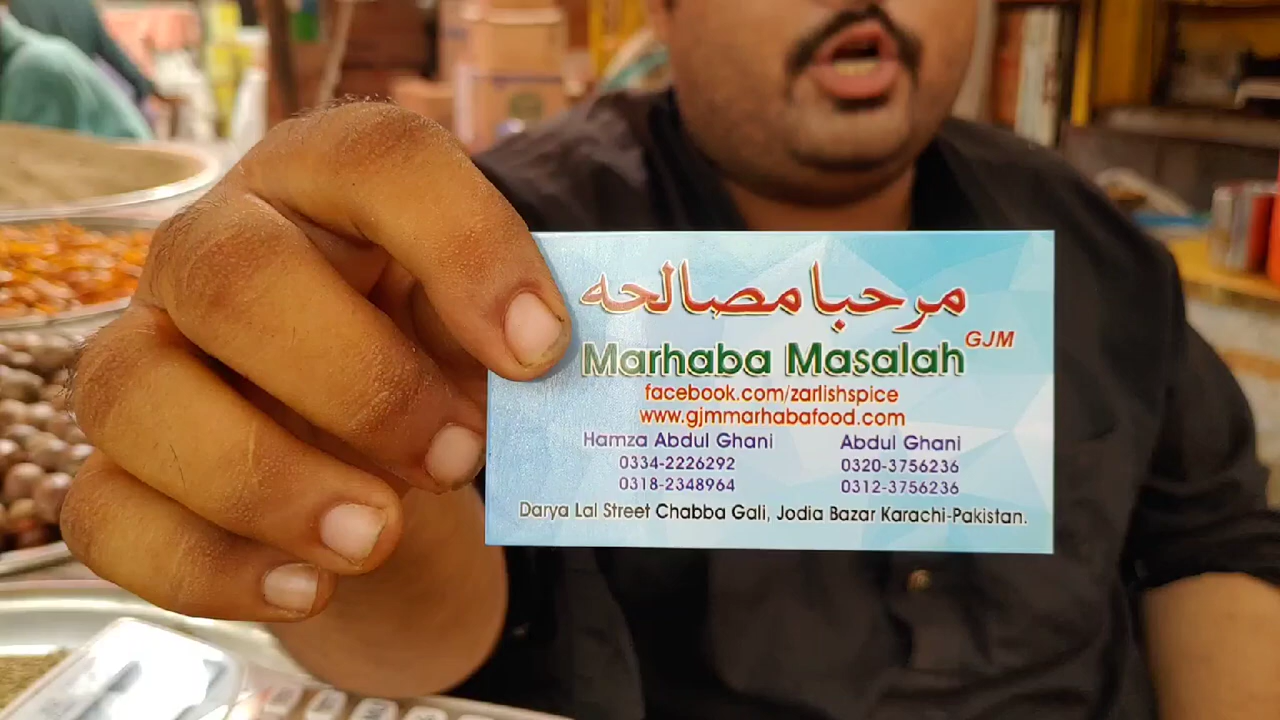 مرحبا مصالحه
GJM
Marhaba Masalah
facebook.com/zarlishspice
www.gjmmarhabafood.com
Hamza Abdul Ghani Abdul Ghani
0334-2226292 0320-3756236
0318-2348964 0312-3756236
Darya Lal Street Chabba Gali, Jodia Bazar Karachi-Pakistan.